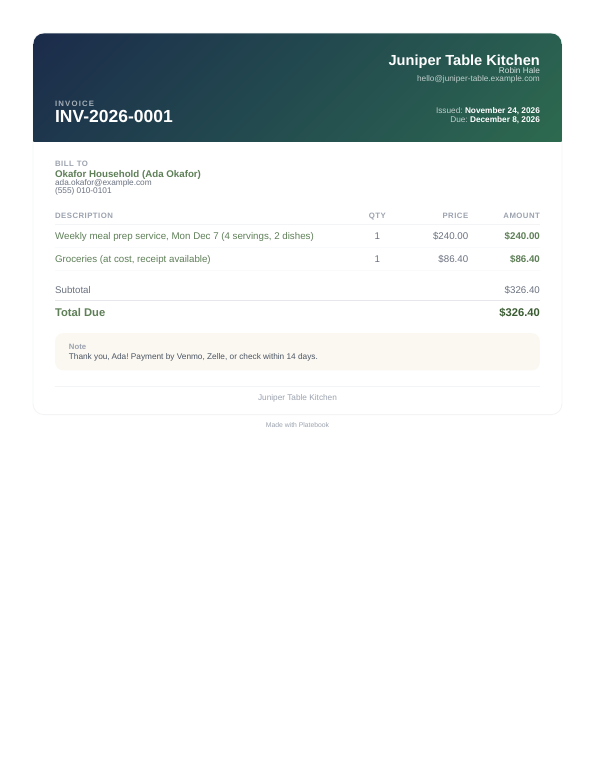 Juniper Table Kitchen
Robin Hale
hello@juniper-table.example.com
INVOICE
INV-2026-0001
Issued: November 24, 2026
Due: December 8, 2026
BILL TO
Okafor Household (Ada Okafor)
ada.okafor@example.com
(555) 010-0101
DESCRIPTION QTY PRICE AMOUNT
Weekly meal prep service, Mon Dec 7 (4 servings, 2 dishes) 1 $240.00 $240.00
Groceries (at cost, receipt available) 1 $86.40 $86.40
Subtotal $326.40
Total Due $326.40
Note
Thank you, Ada! Payment by Venmo, Zelle, or check within 14 days.
Juniper Table Kitchen
Made with Platebook